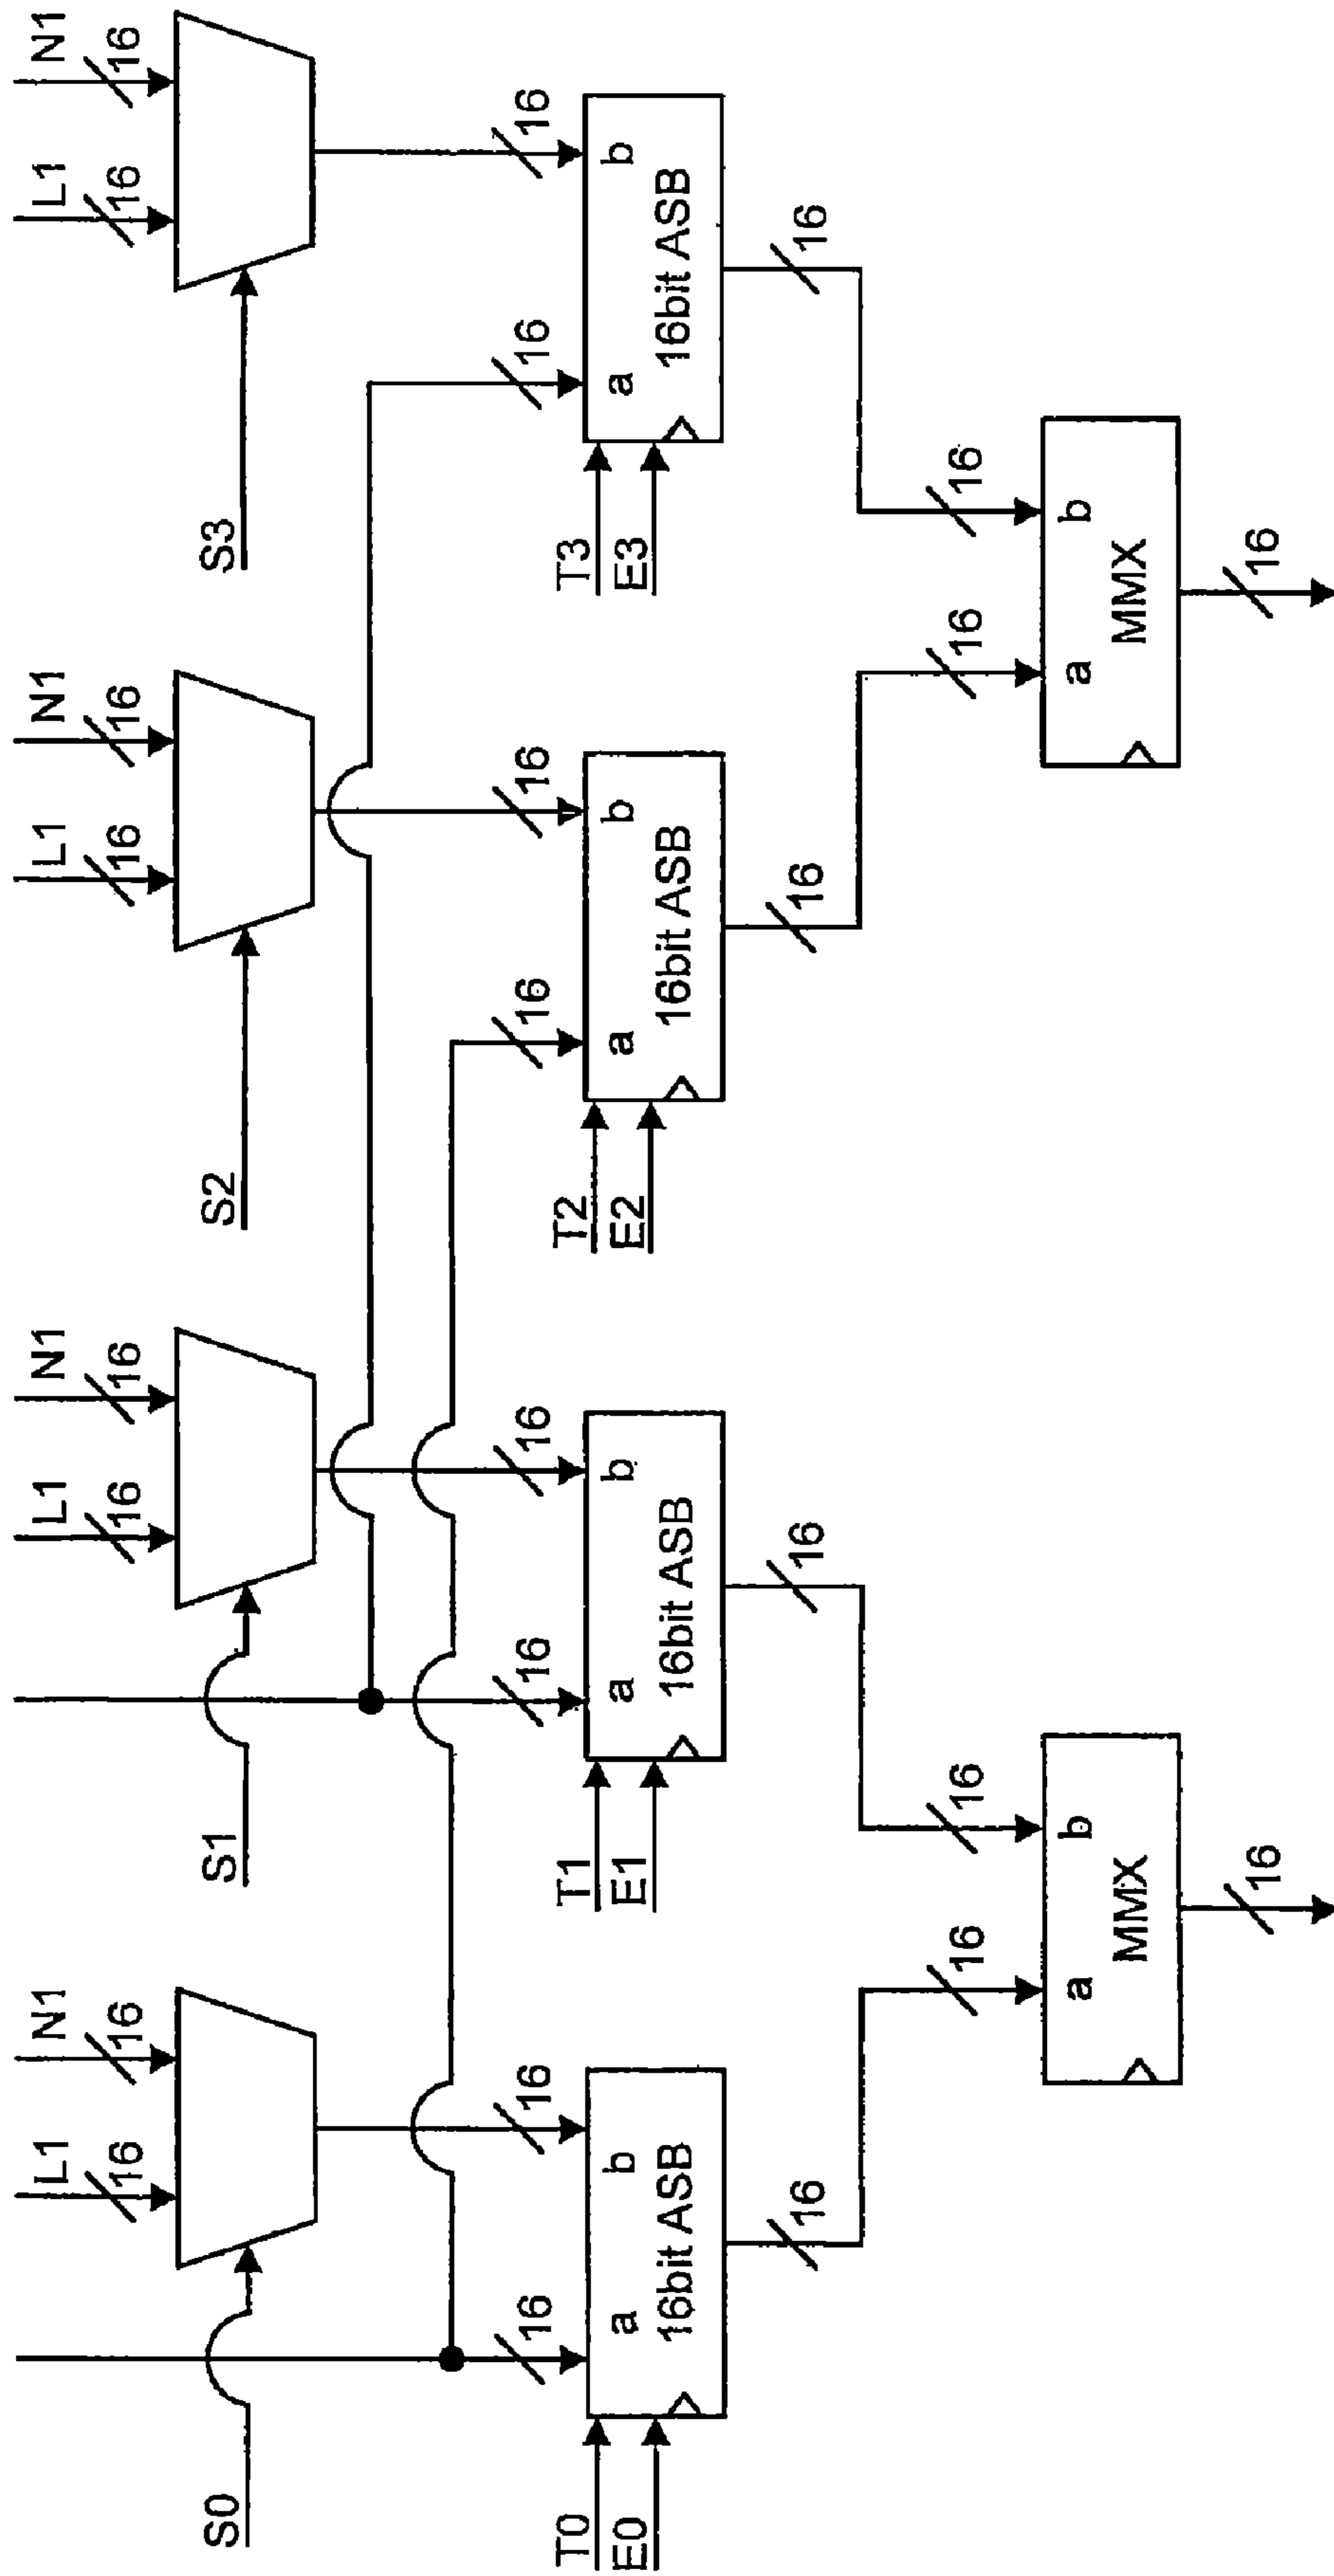 L1 N1 L1 N1 L1 N1 L1 N1
16 16 16 16 16 16 16 16
S0 S1 S2 S3
16 16 16 16 16 16 16 16
T0 a b T1 a b T2 a b T3 a b
E0 16bit ASB E1 16bit ASB E2 16bit ASB E3 16bit ASB
16 16 16 16
16 16 16 16
a b a b
MMX MMX
16 16